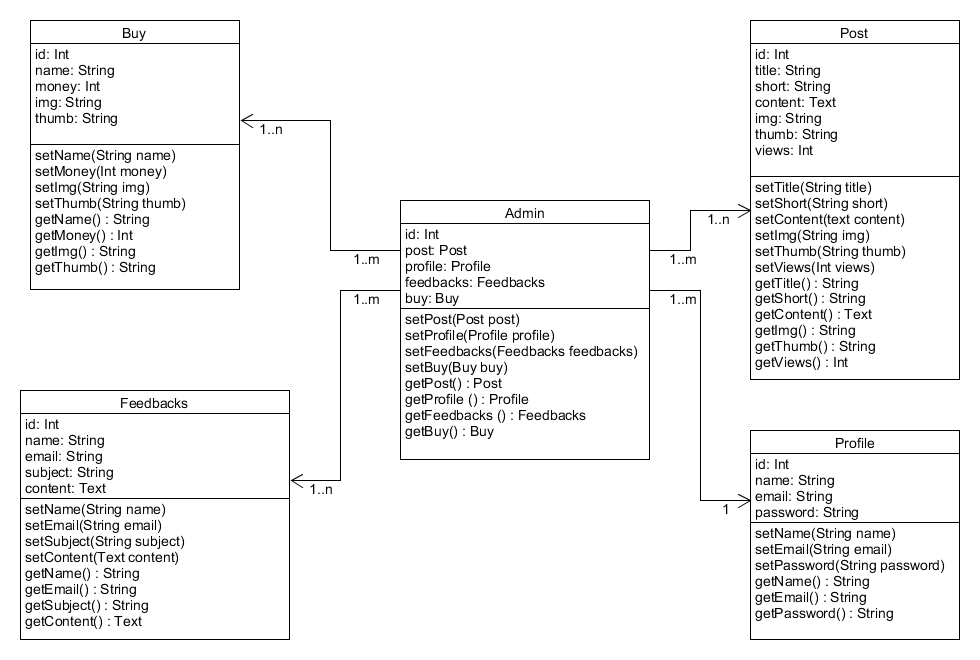 Buy
id: Int
name: String
money: Int
img: String
thumb: String
setName(String name)
setMoney(Int money)
setImg(String img)
setThumb(String thumb)
getName() : String
getMoney() : Int
getImg() : String
getThumb() : String
1..n
1..m
Feedbacks
id: Int
name: String
email: String
subject: String
content: Text
setName(String name)
setEmail(String email)
setSubject(String subject)
setContent(Text content)
getName() : String
getEmail() : String
getSubject() : String
getContent() : Text
1..n
1..m
Admin
id: Int
post: Post
profile: Profile
feedbacks: Feedbacks
buy: Buy
setPost(Post post)
setProfile(Profile profile)
setFeedbacks(Feedbacks feedbacks)
setBuy(Buy buy)
getPost() : Post
getProfile () : Profile
getFeedbacks () : Feedbacks
getBuy() : Buy
1..m
1..n
1..m
1
Post
id: Int
title: String
short: String
content: Text
img: String
thumb: String
views: Int
setTitle(String title)
setShort(String short)
setContent(text content)
setImg(String img)
setThumb(String thumb)
setViews(Int views)
getTitle() : String
getShort() : String
getContent() : Text
getImg() : String
getThumb() : String
getViews() : Int
Profile
id: Int
name: String
email: String
password: String
setName(String name)
setEmail(String email)
setPassword(String password)
getName() : String
getEmail() : String
getPassword() : String